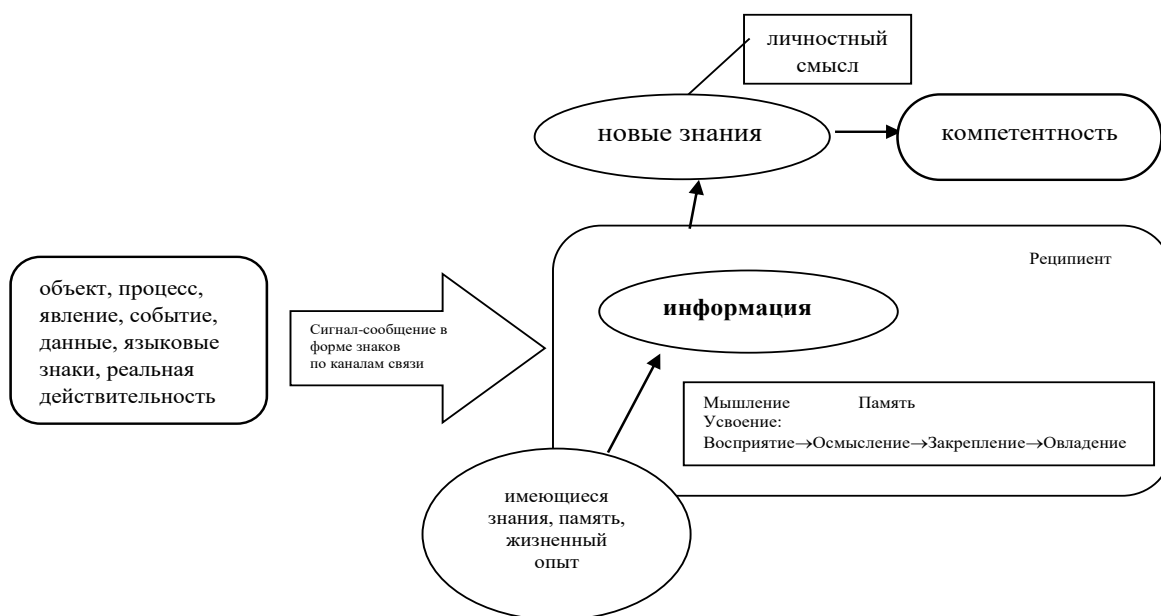 личностный
смысл
новые знания
компетентность
Реципиент
объект, процесс,
явление, событие,
данные, языковые
знаки, реальная
действительность
Сигнал-сообщение в
форме знаков
по каналам связи
информация
Мышление Память
Усвоение:
Восприятие→Осмысление→Закрепление→Овладение
имеющиеся
знания, память,
жизненный
опыт